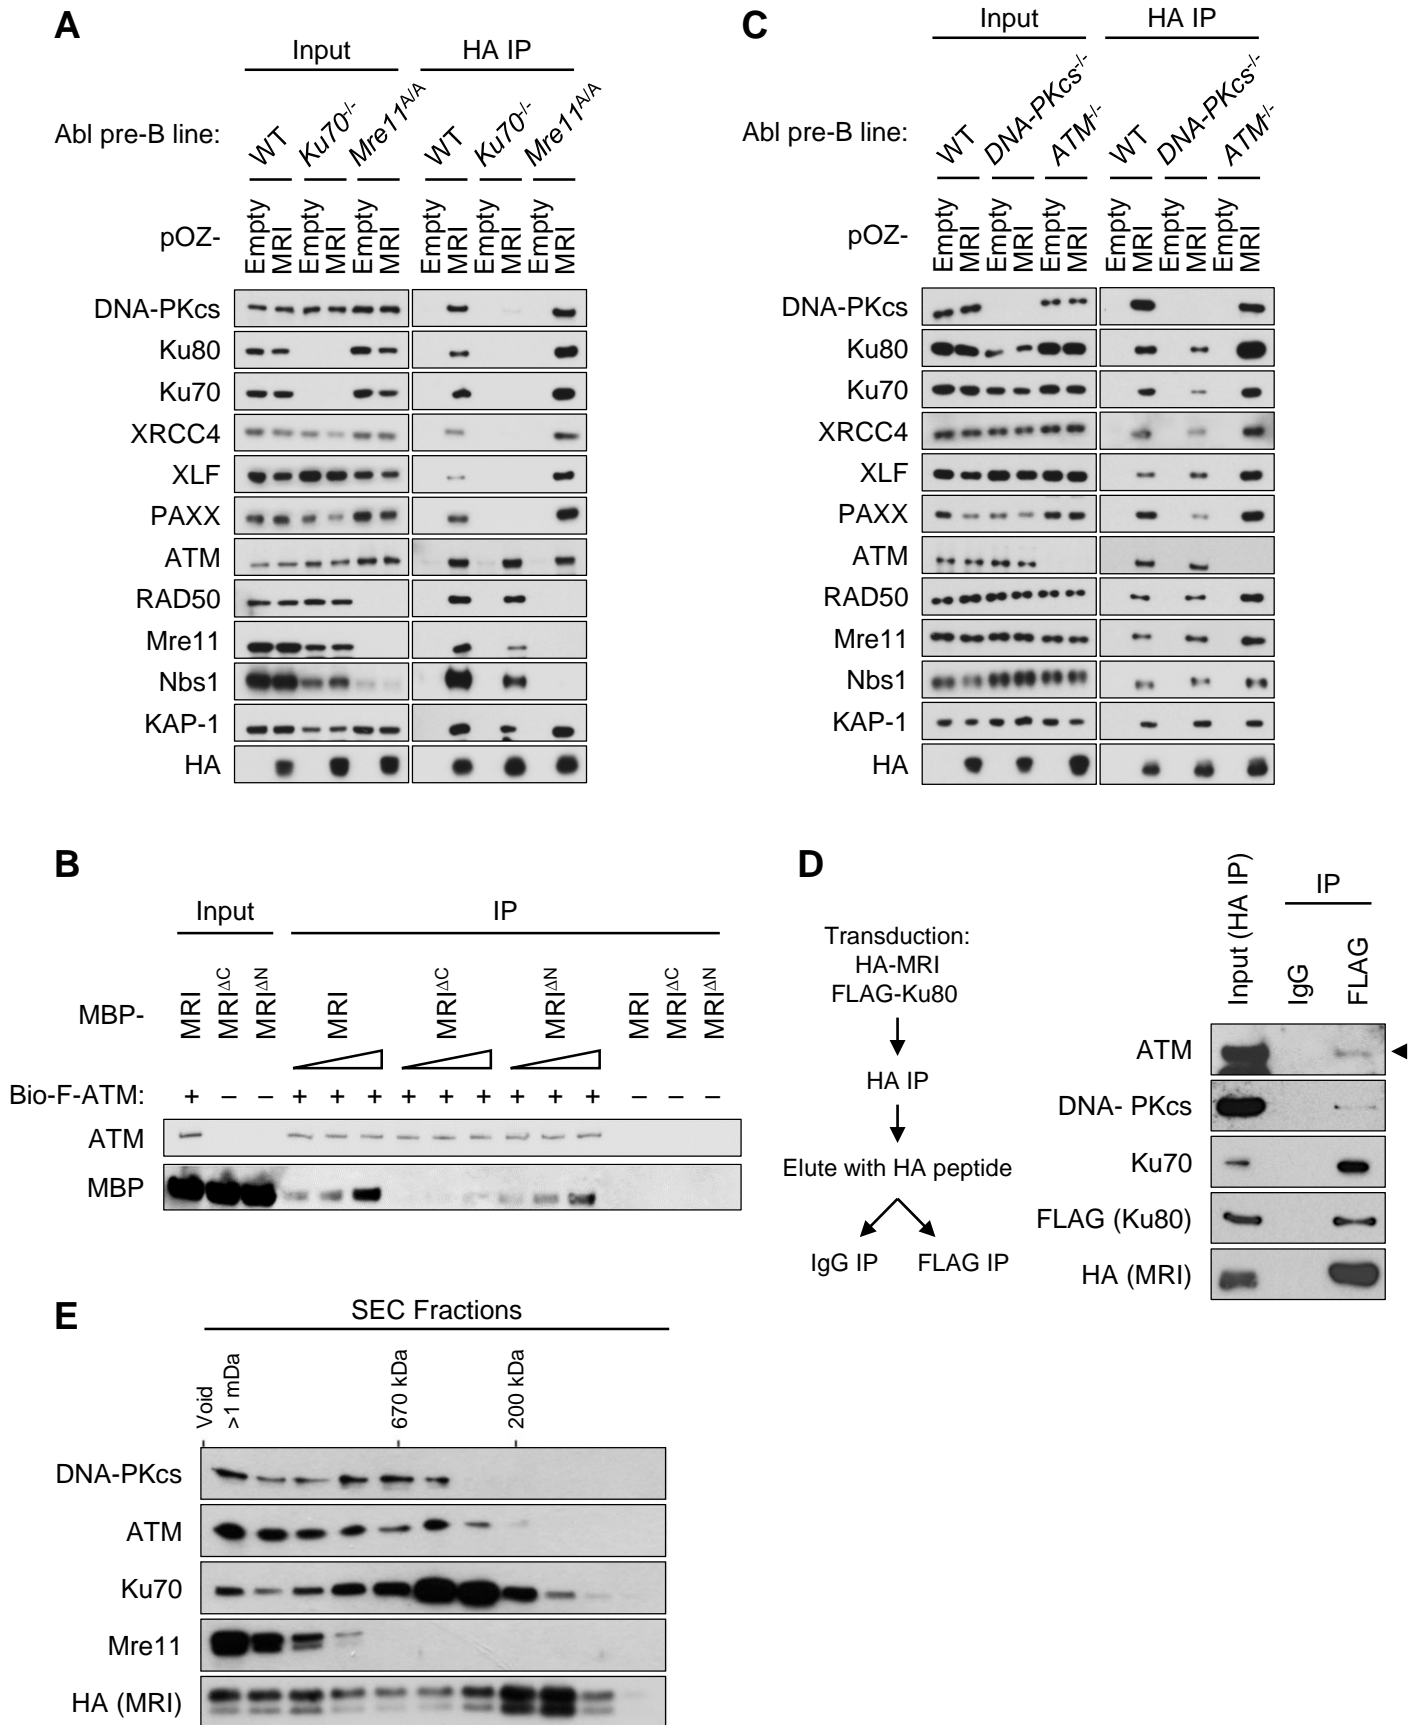 A
Input HA IP
Abl pre-B line: WT Ku70-/- Mre11A/A WT Ku70-/- Mre11A/A
pOZ- Empty MRI Empty MRI Empty MRI Empty MRI Empty MRI Empty MRI
DNA-PKcs
Ku80
Ku70
XRCC4
XLF
PAXX
ATM
RAD50
Mre11
Nbs1
KAP-1
HA
C
Input HA IP
Abl pre-B line: WT DNA-PKcs-/- ATM-/- WT DNA-PKcs-/- ATM-/-
pOZ- Empty MRI Empty MRI Empty MRI Empty MRI Empty MRI Empty MRI
DNA-PKcs
Ku80
Ku70
XRCC4
XLF
PAXX
ATM
RAD50
Mre11
Nbs1
KAP-1
HA
B
Input IP
MBP- MRI MRIΔC MRIΔN MRI MRIΔC MRIΔN MRI MRIΔC MRIΔN
Bio-F-ATM: + – – + + + + + + + + + – – –
ATM
MBP
D
Transduction:
HA-MRI
FLAG-Ku80
HA IP
Elute with HA peptide
IgG IP FLAG IP
Input (HA IP) IP
IgG FLAG
ATM
DNA- PKcs
Ku70
FLAG (Ku80)
HA (MRI)
E
SEC Fractions
Void >1 mDa 670 kDa 200 kDa
DNA-PKcs
ATM
Ku70
Mre11
HA (MRI)